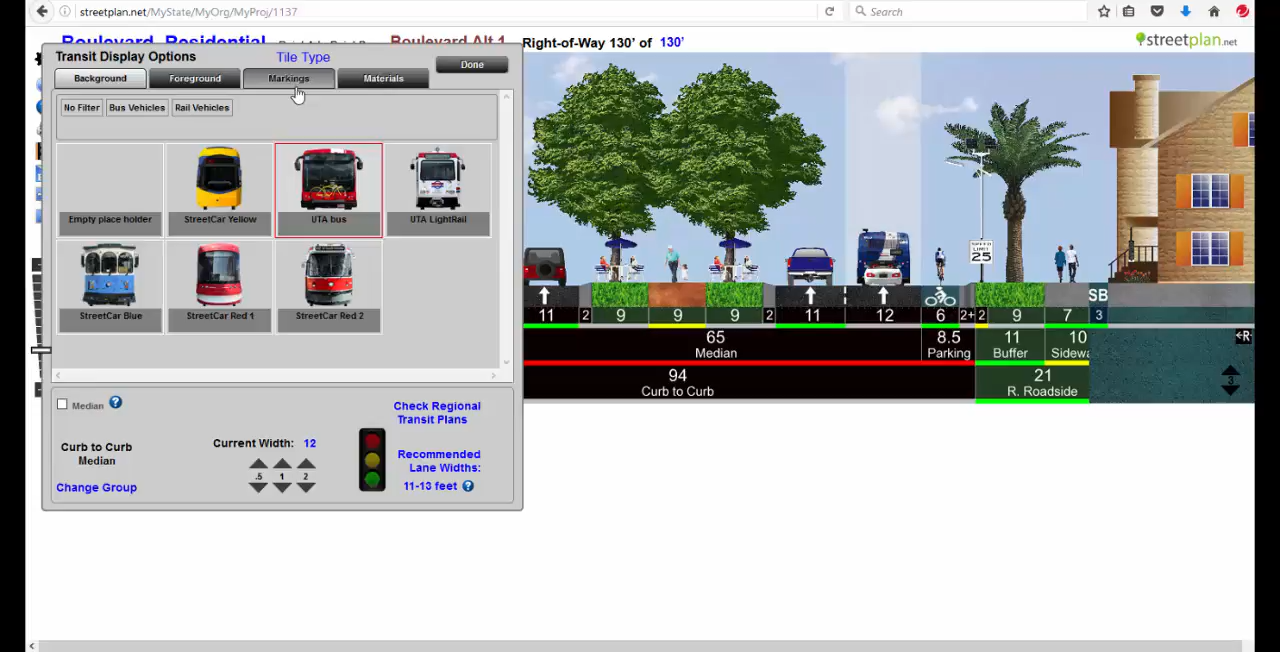 streetplan.net/MyState/MyOrg/MyProj/1137
Search
Boulevard Residential
Boulevard Alt 1
Right-of-Way 130' of 130'
streetplan.net
Transit Display Options
Tile Type
Done
Background
Foreground
Markings
Materials
No Filter
Bus Vehicles
Rail Vehicles
Empty place holder
StreetCar Yellow
UTA bus
UTA LightRail
StreetCar Blue
StreetCar Red 1
StreetCar Red 2
Median
Curb to Curb
Median
Change Group
Current Width: 12
.5 1 2
Check Regional
Transit Plans
Recommended
Lane Widths:
11-13 feet
SPEED
LIMIT
25
SB
11 2 9 9 9 2 11 12 6 2+ 2 9 7 3
65
Median
8.5
Parking
11
Buffer
10
Sidewa
←R
94
Curb to Curb
21
R. Roadside
3